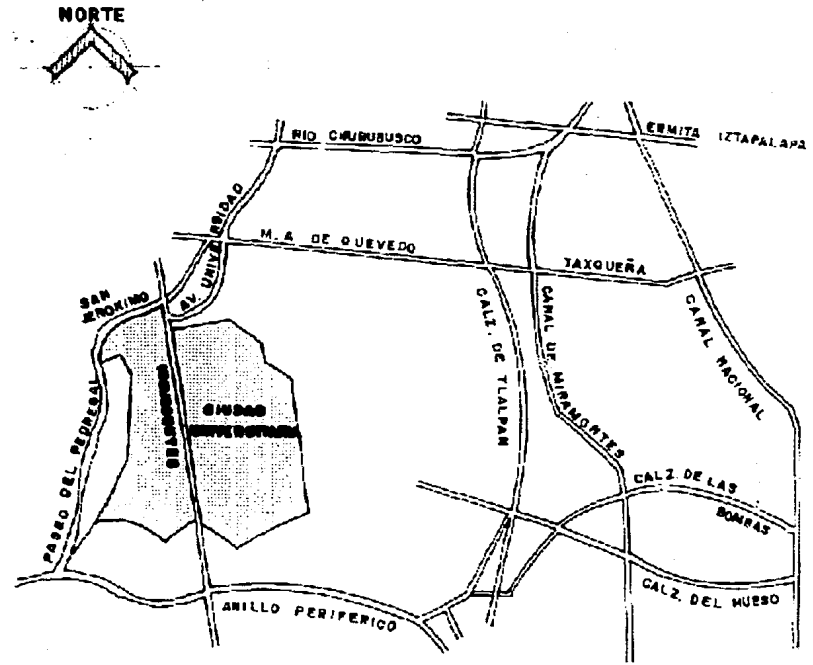 NORTE
RIO CHURUBUSCO
ERMITA IZTAPALAPA
AV. UNIVERSIDAD
M. A. DE QUEVEDO
TAXQUEÑA
SAN
JERONIMO
CALZ. DE TLALPAN
CANAL DE MIRAMONTES
CANAL NACIONAL
PASEO DEL PEDREGAL
CIUDAD
UNIVERSITARIA
CALZ. DE LAS
BOMBAS
CALZ. DEL HUESO
ANILLO PERIFERICO